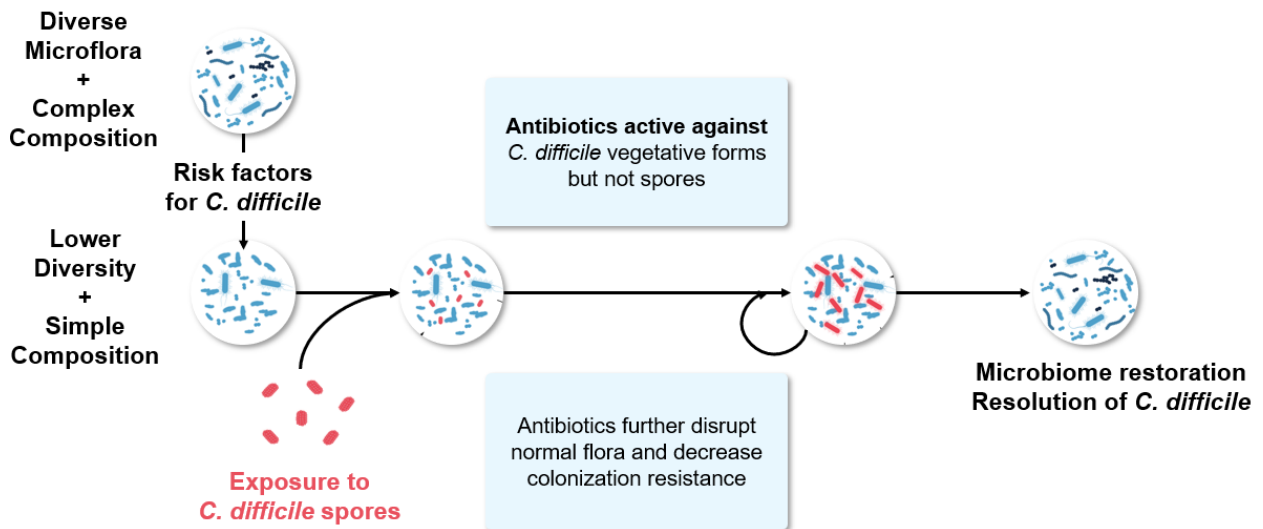 Diverse
Microflora
+
Complex
Composition
Risk factors
for C. difficile
Lower
Diversity
+
Simple
Composition
Exposure to
C. difficile spores
Antibiotics active against
C. difficile vegetative forms
but not spores
Antibiotics further disrupt
normal flora and decrease
colonization resistance
Microbiome restoration
Resolution of C. difficile